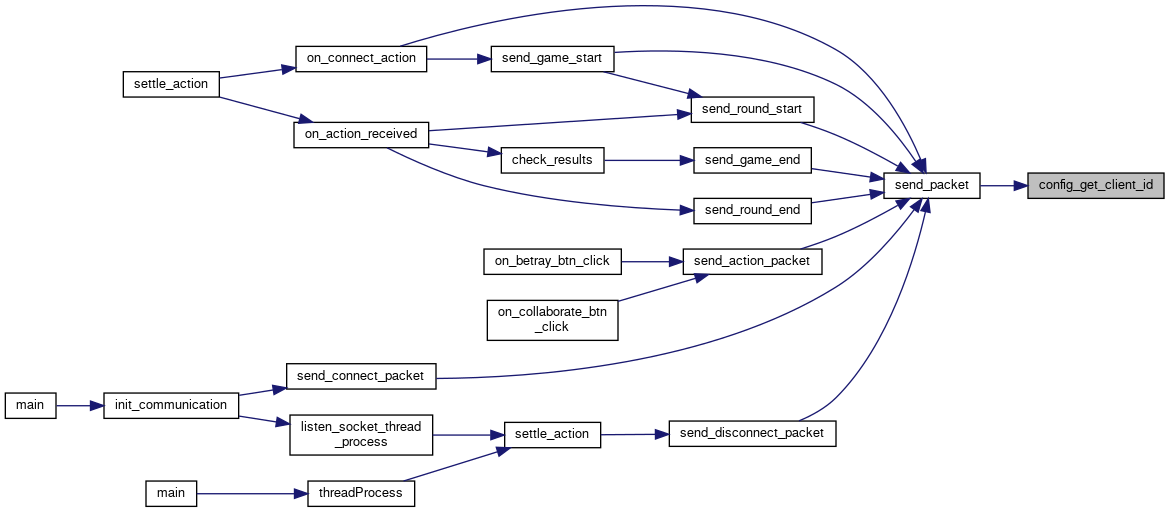 on_connect_action
send_game_start
settle_action
send_round_start
on_action_received
check_results
send_game_end
send_packet
config_get_client_id
send_round_end
on_betray_btn_click
send_action_packet
on_collaborate_btn
_click
send_connect_packet
main
init_communication
listen_socket_thread
_process
settle_action
send_disconnect_packet
main
threadProcess